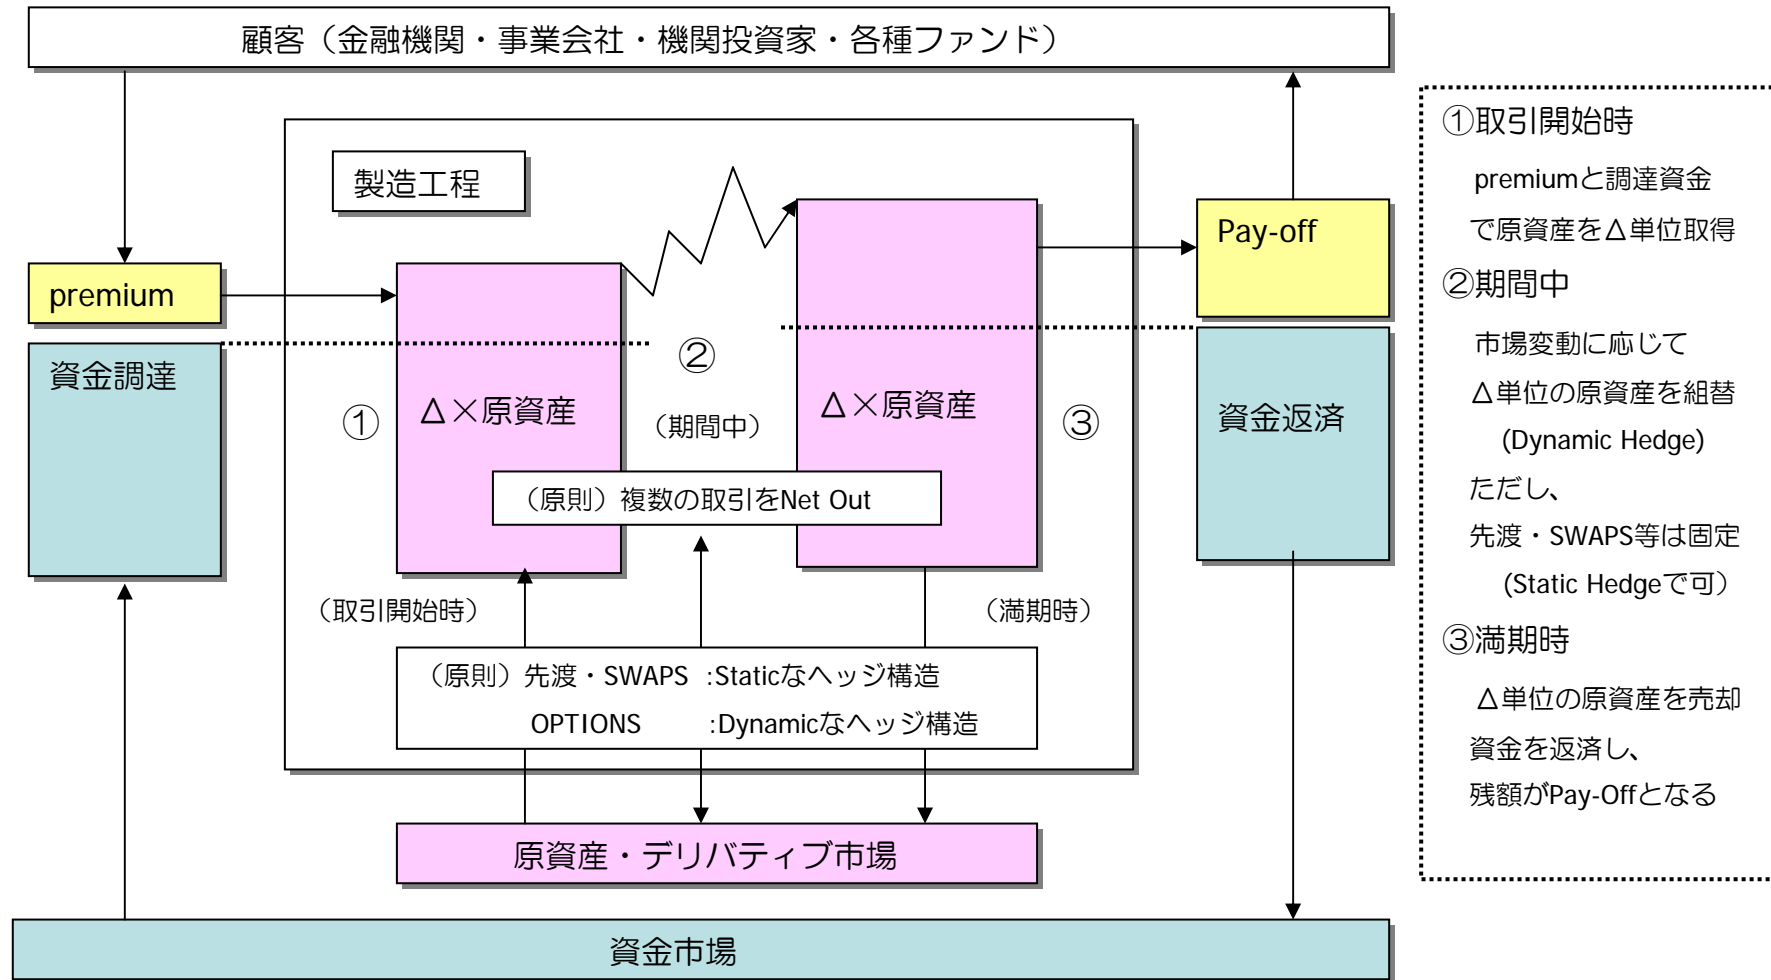 顧客（金融機関・事業会社・機関投資家・各種ファンド）
製造工程
premium
資金調達
①
Δ×原資産
②
（期間中）
Δ×原資産
③
Pay-off
資金返済
（原則）複数の取引をNet Out
（取引開始時）
（満期時）
（原則）先渡・SWAPS :Staticなヘッジ構造
OPTIONS :Dynamicなヘッジ構造
原資産・デリバティブ市場
資金市場
①取引開始時
premiumと調達資金
で原資産をΔ単位取得
②期間中
市場変動に応じて
Δ単位の原資産を組替
(Dynamic Hedge)
ただし、
先渡・SWAPS等は固定
(Static Hedgeで可）
③満期時
Δ単位の原資産を売却
資金を返済し、
残額がPay-Offとなる